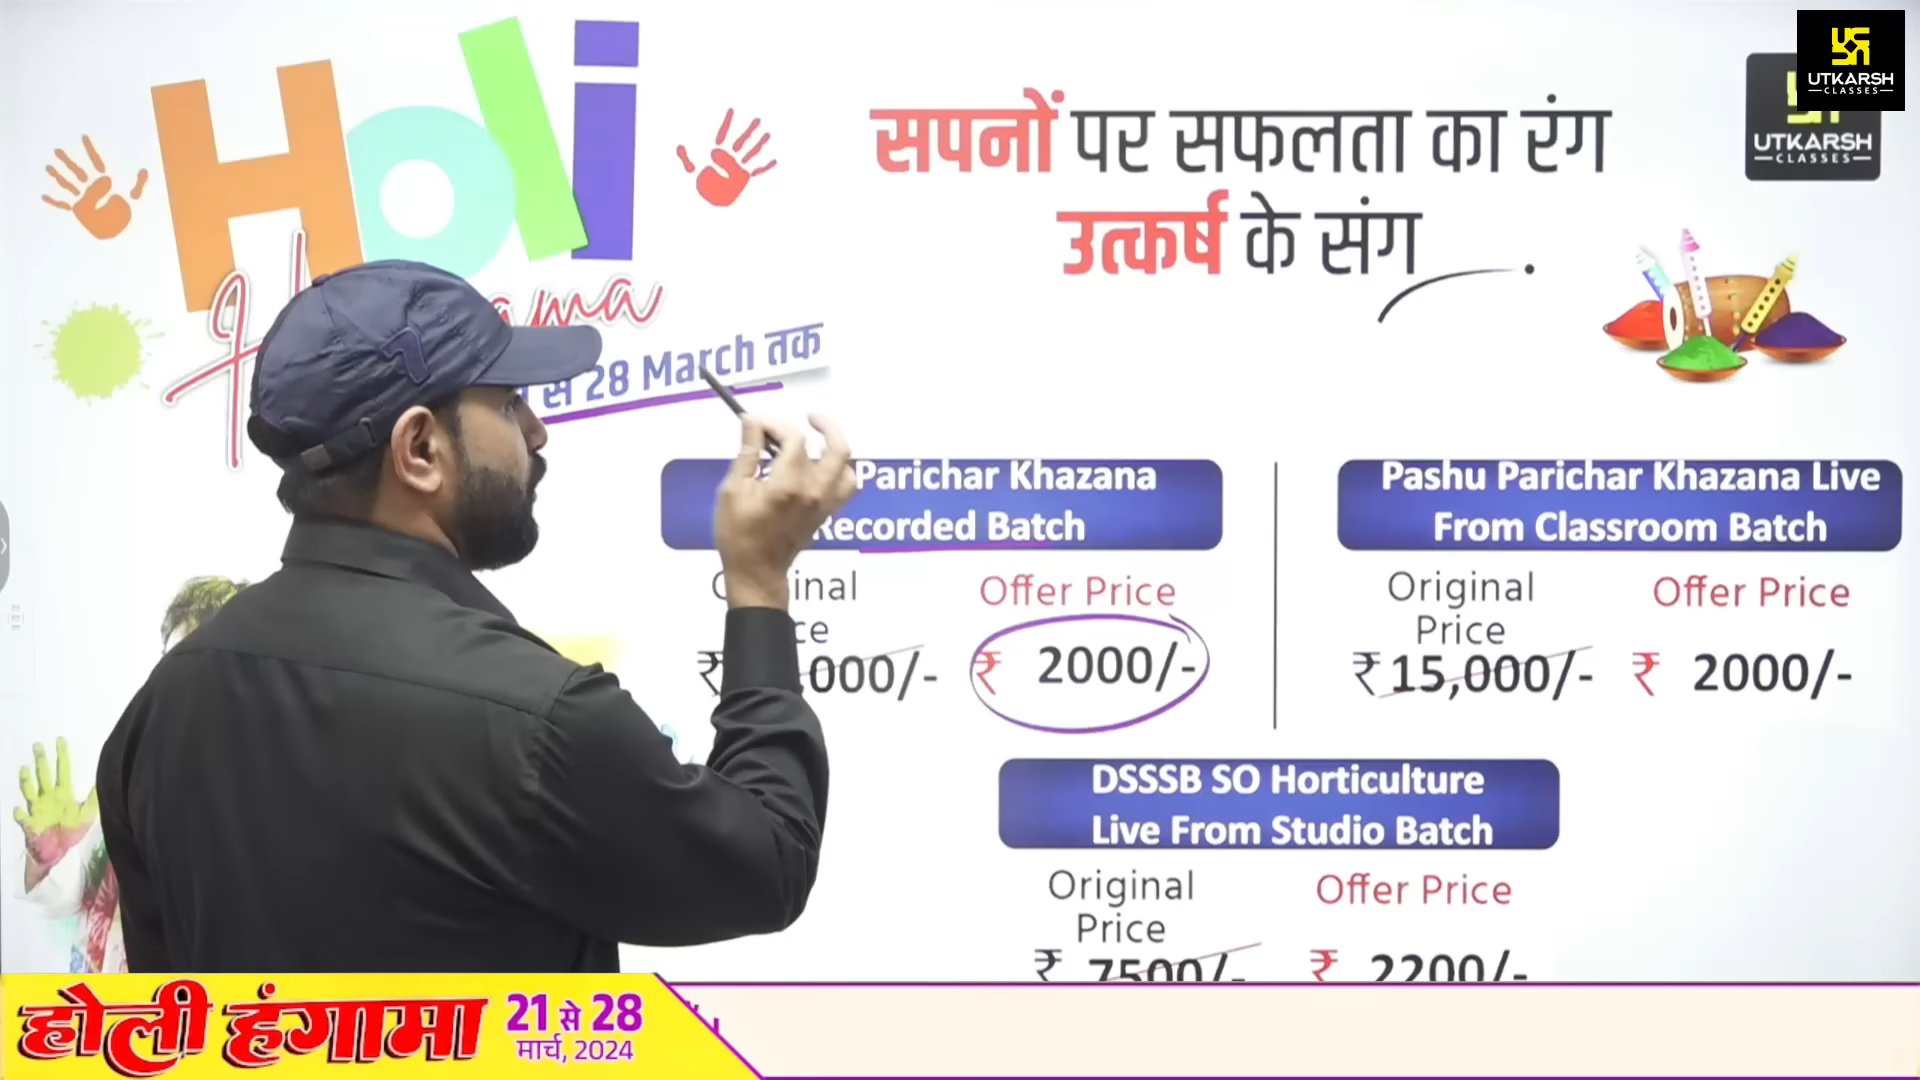 Holi
सपनों पर सफलता का रंग
उत्कर्ष के संग
UTKARSH
CLASSES
UTKARSH
CLASSES
से 28 March तक
Parichar Khazana
Recorded Batch
Offer Price
₹ 2000/-
Pashu Parichar Khazana Live
From Classroom Batch
Original
Price
₹ 15,000/-
Offer Price
₹ 2000/-
DSSSB SO Horticulture
Live From Studio Batch
Original
Price
₹ 7500/-
Offer Price
₹ 2200/-
होली हंगामा
21 से 28
मार्च, 2024